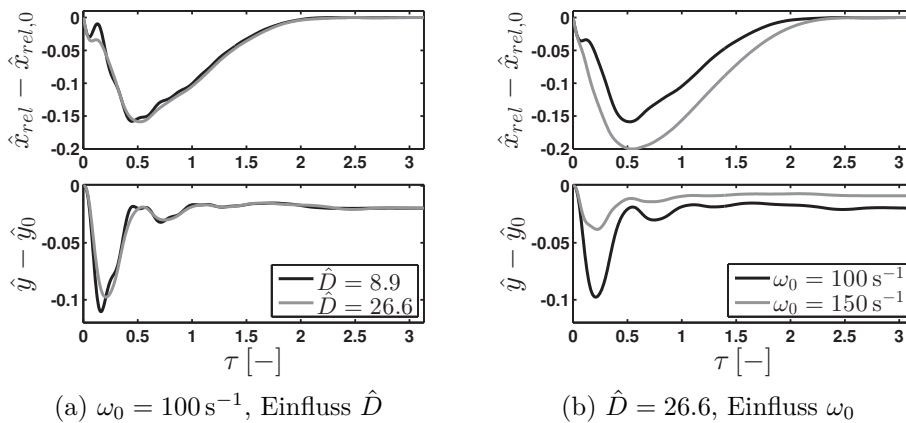 x̂_rel − x̂_rel,0
0
-0.05
-0.1
-0.15
-0.2
0 0.5 1 1.5 2 2.5 3
ŷ − ŷ_0
0
-0.05
-0.1
0 0.5 1 1.5 2 2.5 3
D̂ = 8.9
D̂ = 26.6
τ [−]
(a) ω_0 = 100 s⁻¹, Einfluss D̂
x̂_rel − x̂_rel,0
0
-0.05
-0.1
-0.15
-0.2
0 0.5 1 1.5 2 2.5 3
ŷ − ŷ_0
0
-0.05
-0.1
0 0.5 1 1.5 2 2.5 3
ω_0 = 100 s⁻¹
ω_0 = 150 s⁻¹
τ [−]
(b) D̂ = 26.6, Einfluss ω_0